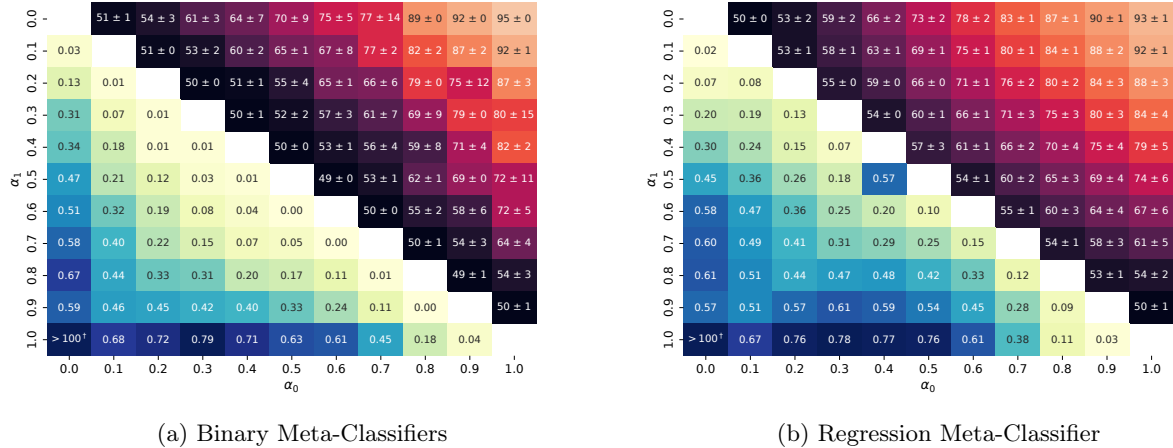 0.0 51 ± 1 54 ± 3 61 ± 3 64 ± 4 70 ± 9 75 ± 5 77 ± 14 89 ± 0 92 ± 0 95 ± 0
0.1 0.03 51 ± 0 53 ± 2 60 ± 2 65 ± 1 67 ± 8 77 ± 2 82 ± 2 87 ± 2 92 ± 1
0.2 0.13 0.01 50 ± 0 51 ± 1 55 ± 4 65 ± 1 66 ± 6 79 ± 0 75 ± 12 87 ± 3
0.3 0.31 0.07 0.01 50 ± 1 52 ± 2 57 ± 3 61 ± 7 69 ± 9 79 ± 0 80 ± 15
0.4 0.34 0.18 0.01 0.01 50 ± 0 53 ± 1 56 ± 4 59 ± 8 71 ± 4 82 ± 2
α₁ 0.5 0.47 0.21 0.12 0.03 0.01 49 ± 0 53 ± 1 62 ± 1 69 ± 0 72 ± 11
0.6 0.51 0.32 0.19 0.08 0.04 0.00 50 ± 0 55 ± 2 58 ± 6 72 ± 5
0.7 0.58 0.40 0.22 0.15 0.07 0.05 0.00 50 ± 1 54 ± 3 64 ± 4
0.8 0.67 0.44 0.33 0.31 0.20 0.17 0.11 0.01 49 ± 1 54 ± 3
0.9 0.59 0.46 0.45 0.42 0.40 0.33 0.24 0.11 0.00 50 ± 1
1.0 > 100† 0.68 0.72 0.79 0.71 0.63 0.61 0.45 0.18 0.04
0.0 0.1 0.2 0.3 0.4 0.5 0.6 0.7 0.8 0.9 1.0
α₀
(a) Binary Meta-Classifiers
0.0 50 ± 0 53 ± 2 59 ± 4 66 ± 2 73 ± 2 78 ± 2 83 ± 1 87 ± 1 90 ± 1 93 ± 1
0.1 0.02 53 ± 1 58 ± 1 63 ± 1 69 ± 1 75 ± 1 80 ± 1 84 ± 1 88 ± 2 92 ± 1
0.2 0.07 0.08 55 ± 0 59 ± 0 66 ± 0 71 ± 1 76 ± 2 80 ± 2 84 ± 3 88 ± 3
0.3 0.20 0.19 0.13 54 ± 0 60 ± 1 66 ± 1 71 ± 3 75 ± 3 80 ± 3 84 ± 4
0.4 0.30 0.24 0.15 0.07 57 ± 3 61 ± 1 66 ± 2 70 ± 4 75 ± 4 79 ± 5
α₁ 0.5 0.45 0.36 0.26 0.18 0.57 54 ± 1 60 ± 2 65 ± 3 69 ± 4 74 ± 6
0.6 0.58 0.47 0.36 0.25 0.20 0.10 55 ± 1 60 ± 3 64 ± 4 67 ± 6
0.7 0.60 0.49 0.41 0.31 0.29 0.25 0.15 54 ± 1 58 ± 3 61 ± 5
0.8 0.61 0.51 0.44 0.47 0.48 0.42 0.33 0.12 53 ± 1 54 ± 2
0.9 0.57 0.51 0.57 0.61 0.59 0.54 0.45 0.28 0.09 50 ± 1
1.0 > 100† 0.67 0.76 0.78 0.77 0.76 0.61 0.38 0.11 0.03
0.0 0.1 0.2 0.3 0.4 0.5 0.6 0.7 0.8 0.9 1.0
α₀
(b) Regression Meta-Classifier